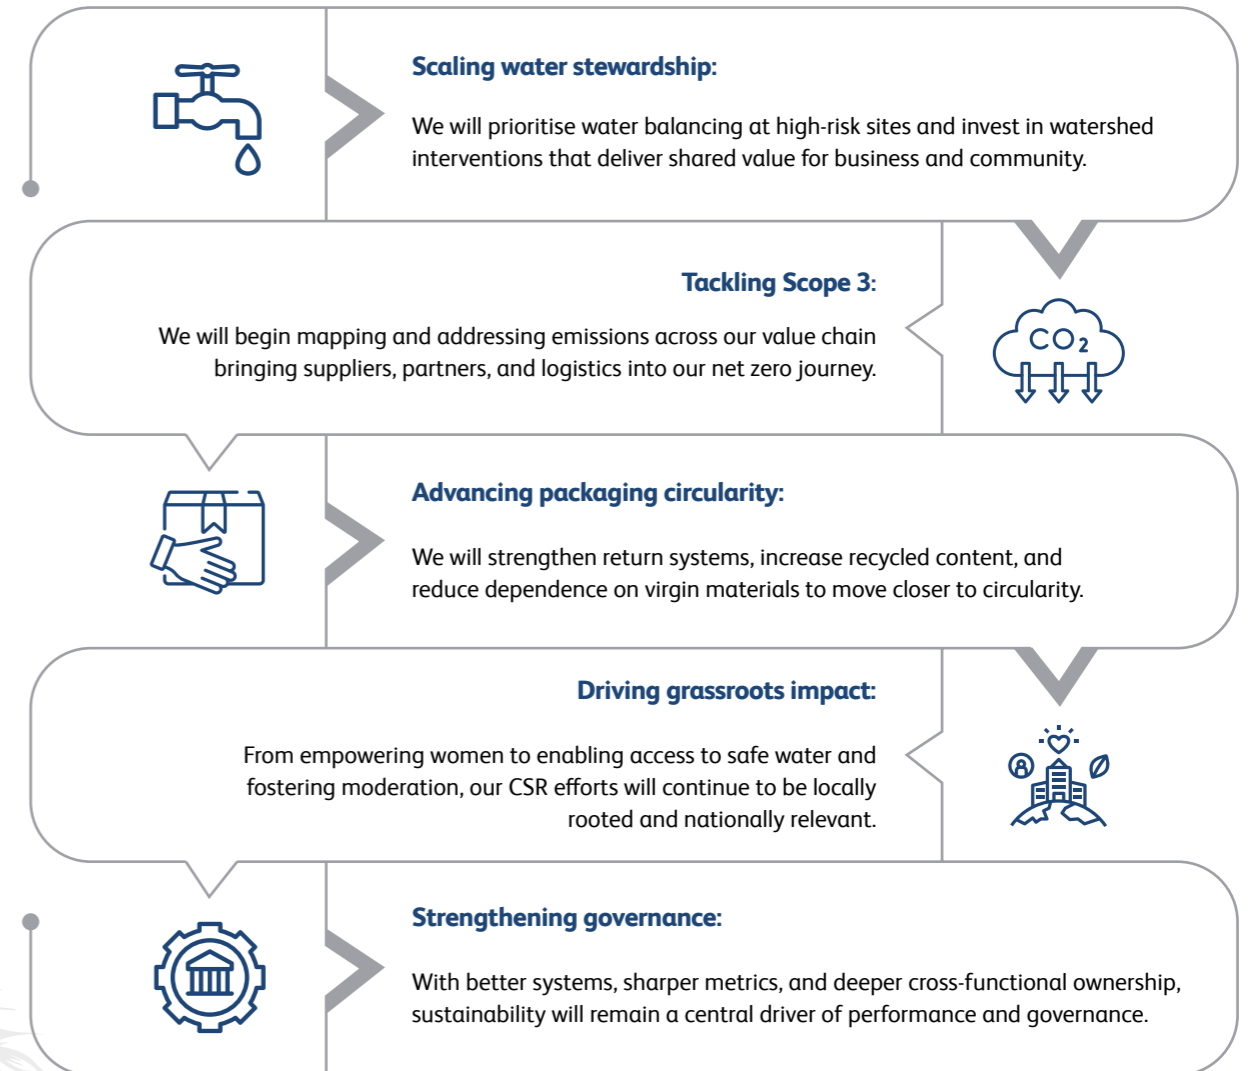 Scaling water stewardship:
We will prioritise water balancing at high-risk sites and invest in watershed
interventions that deliver shared value for business and community.
Tackling Scope 3:
We will begin mapping and addressing emissions across our value chain
bringing suppliers, partners, and logistics into our net zero journey.
CO2
Advancing packaging circularity:
We will strengthen return systems, increase recycled content, and
reduce dependence on virgin materials to move closer to circularity.
Driving grassroots impact:
From empowering women to enabling access to safe water and
fostering moderation, our CSR efforts will continue to be locally
rooted and nationally relevant.
Strengthening governance:
With better systems, sharper metrics, and deeper cross-functional ownership,
sustainability will remain a central driver of performance and governance.